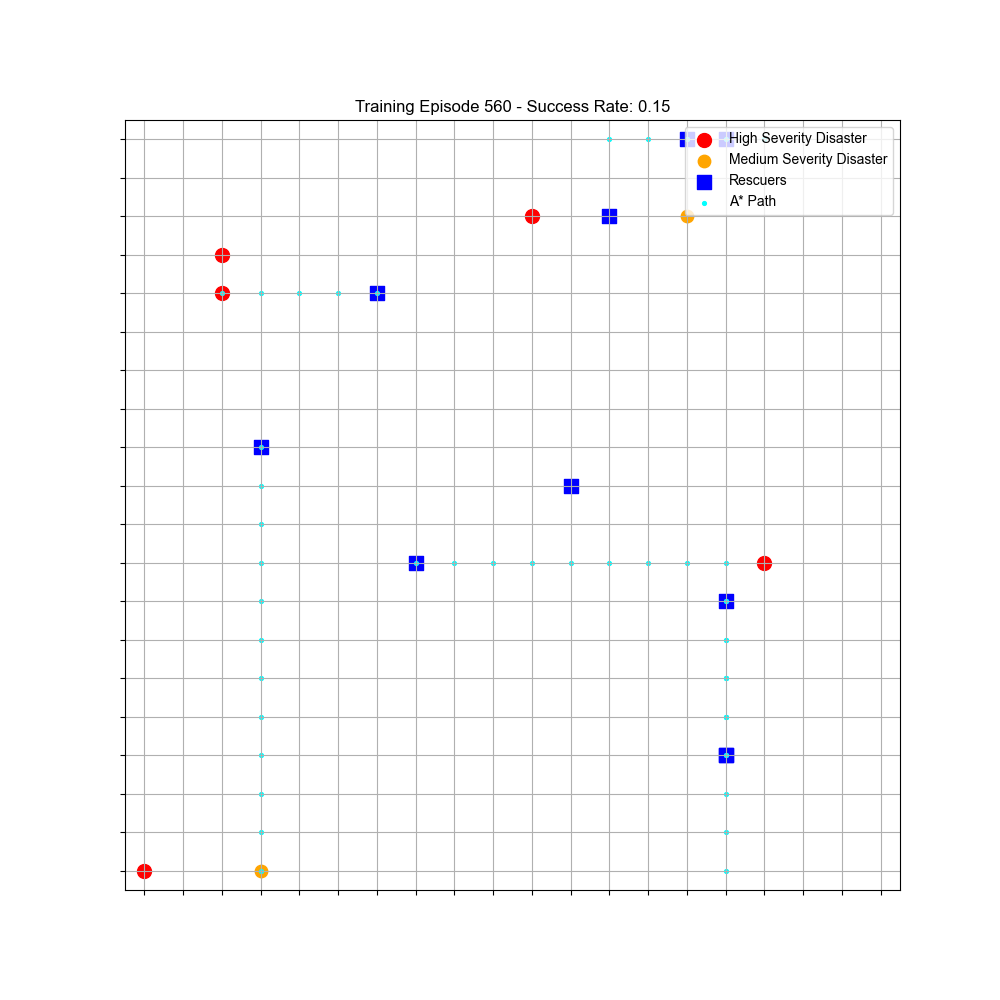 Training Episode 560 - Success Rate: 0.15
High Severity Disaster
Medium Severity Disaster
Rescuers
A* Path